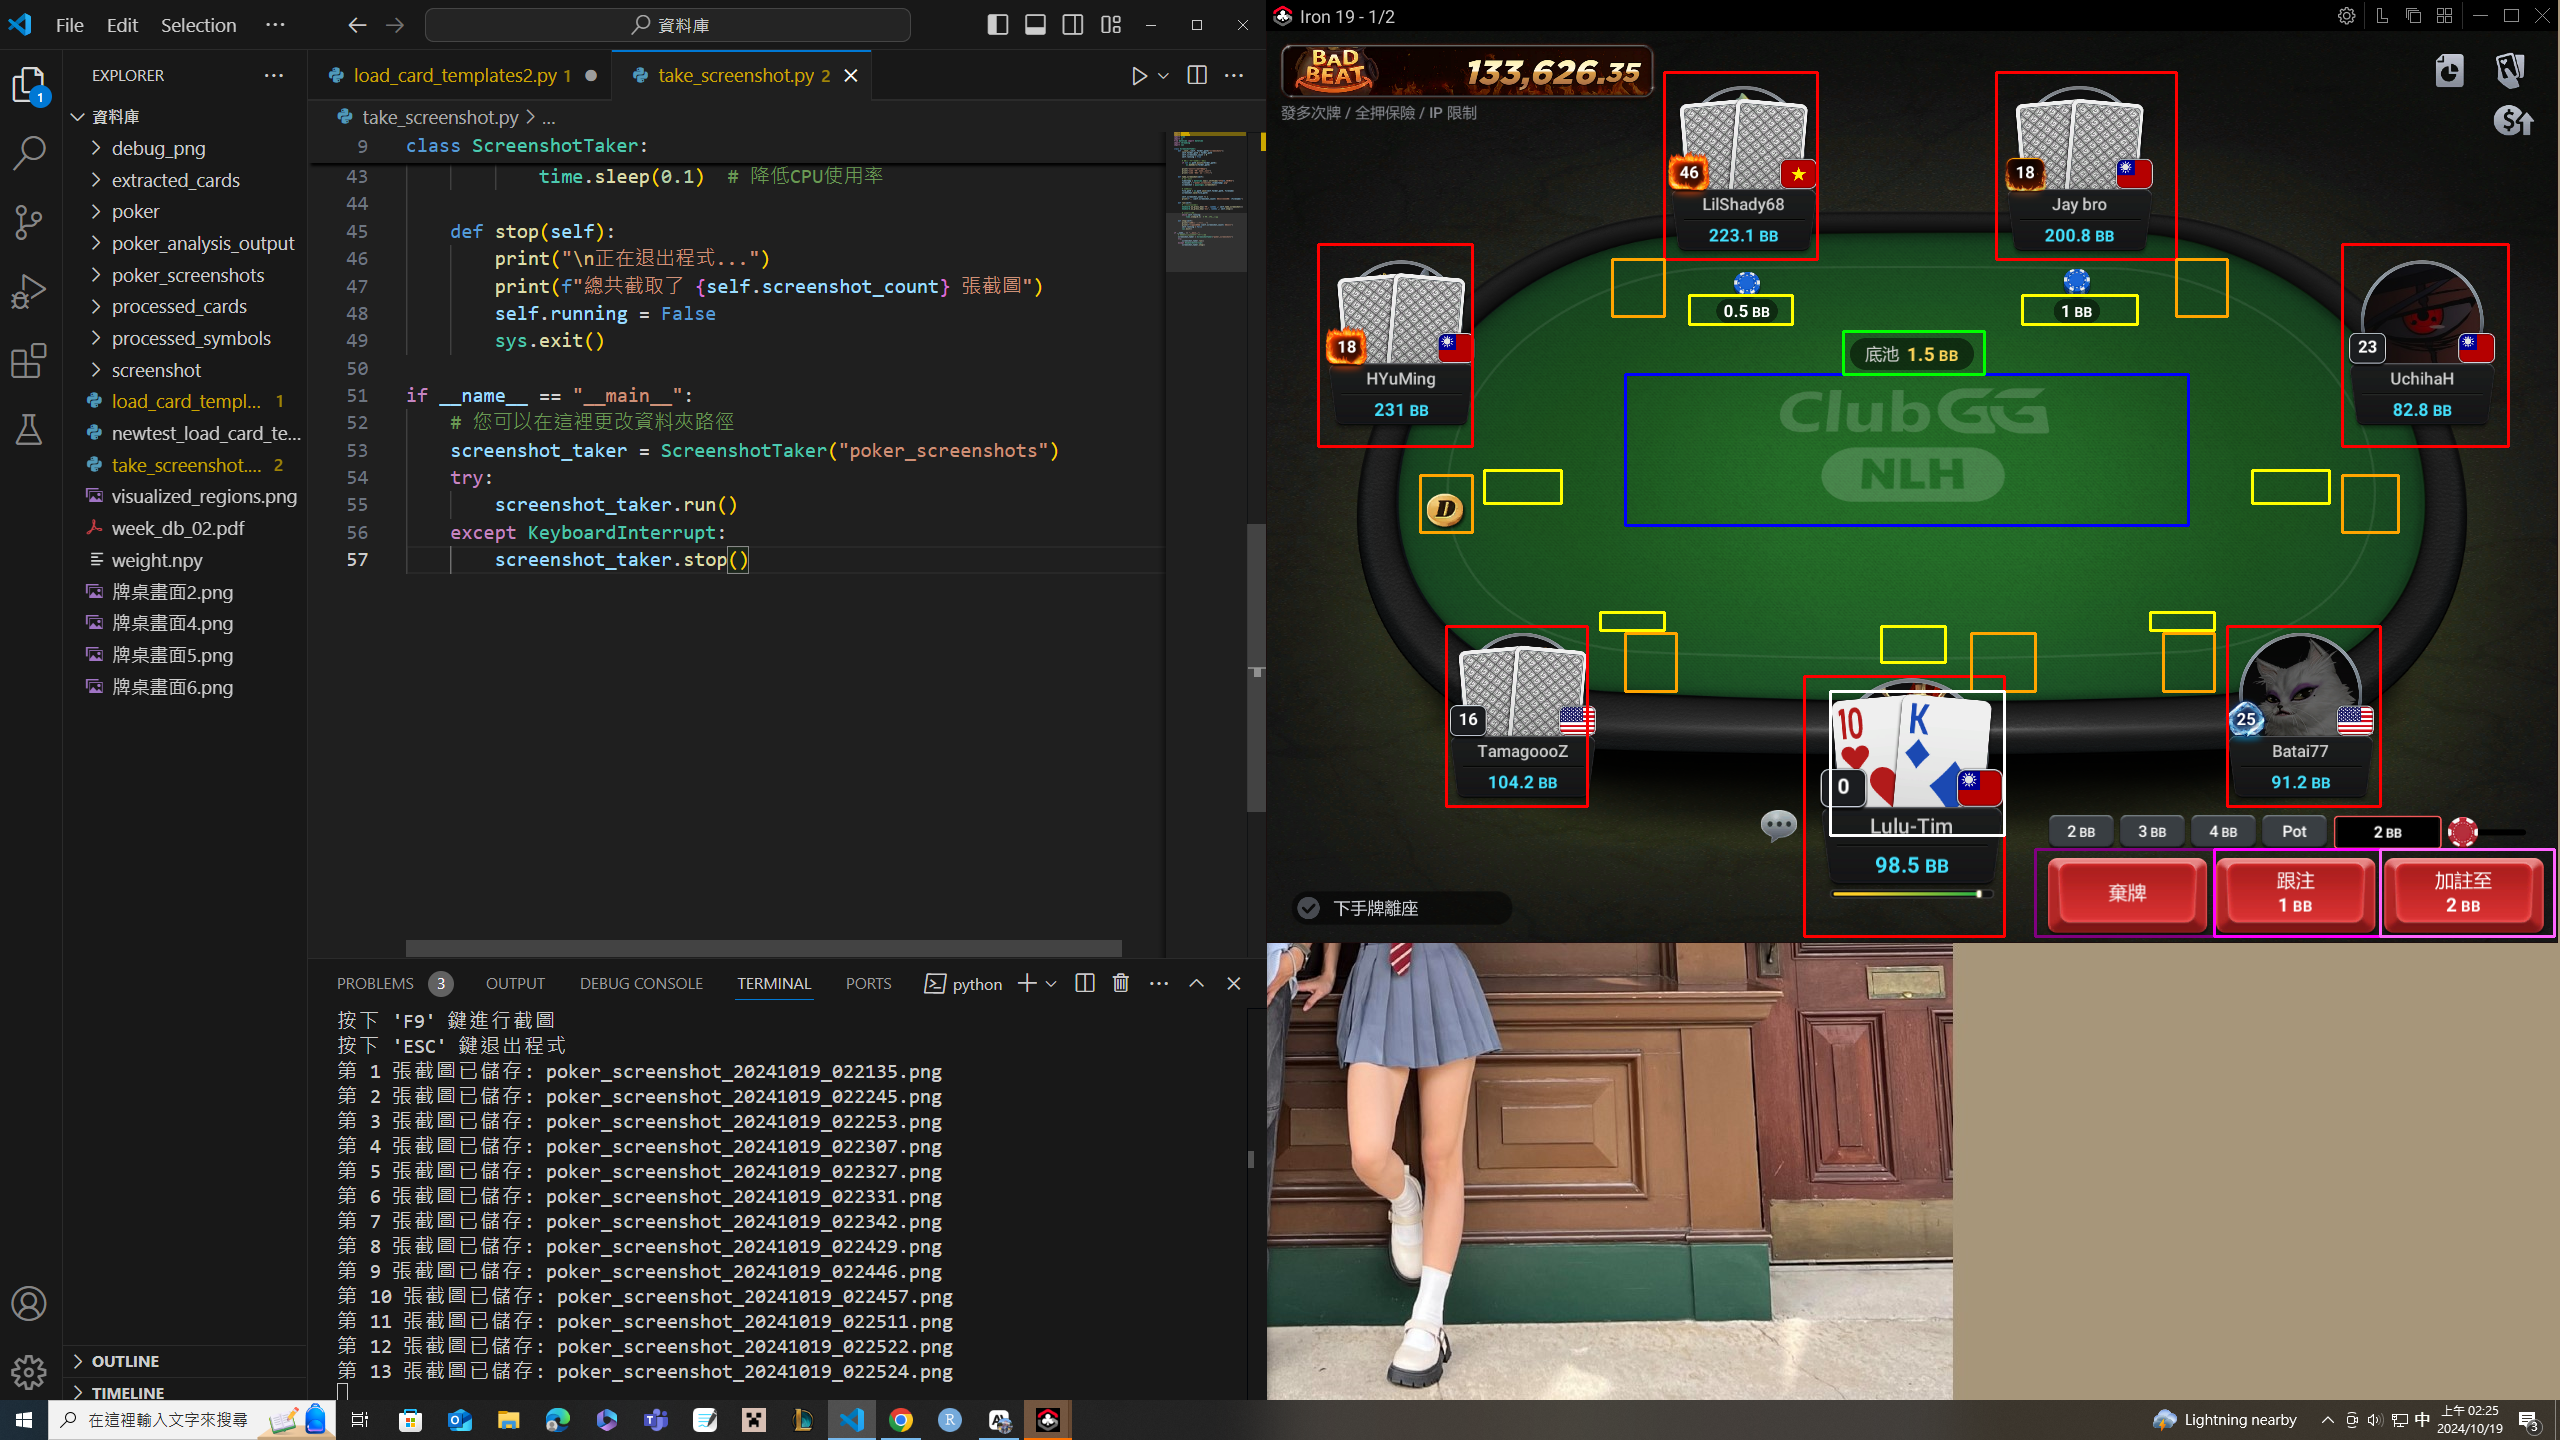 File Edit Selection ···
資料庫
EXPLORER ···
資料庫
debug_png
extracted_cards
poker
poker_analysis_output
poker_screenshots
processed_cards
processed_symbols
screenshot
load_card_templ... 1
newtest_load_card_te...
take_screenshot.... 2
visualized_regions.png
week_db_02.pdf
weight.npy
牌桌畫面2.png
牌桌畫面4.png
牌桌畫面5.png
牌桌畫面6.png
OUTLINE
TIMELINE
1
load_card_templates2.py 1
take_screenshot.py 2
take_screenshot.py > ...
9 class ScreenshotTaker:
43 time.sleep(0.1) # 降低CPU使用率
44
45 def stop(self):
46 print("\n正在退出程式...")
47 print(f"總共截取了 {self.screenshot_count} 張截圖")
48 self.running = False
49 sys.exit()
50
51 if __name__ == "__main__":
52 # 您可以在這裡更改資料夾路徑
53 screenshot_taker = ScreenshotTaker("poker_screenshots")
54 try:
55 screenshot_taker.run()
56 except KeyboardInterrupt:
57 screenshot_taker.stop()
PROBLEMS 3 OUTPUT DEBUG CONSOLE TERMINAL PORTS python
按下 'F9' 鍵進行截圖
按下 'ESC' 鍵退出程式
第 1 張截圖已儲存: poker_screenshot_20241019_022135.png
第 2 張截圖已儲存: poker_screenshot_20241019_022245.png
第 3 張截圖已儲存: poker_screenshot_20241019_022253.png
第 4 張截圖已儲存: poker_screenshot_20241019_022307.png
第 5 張截圖已儲存: poker_screenshot_20241019_022327.png
第 6 張截圖已儲存: poker_screenshot_20241019_022331.png
第 7 張截圖已儲存: poker_screenshot_20241019_022342.png
第 8 張截圖已儲存: poker_screenshot_20241019_022429.png
第 9 張截圖已儲存: poker_screenshot_20241019_022446.png
第 10 張截圖已儲存: poker_screenshot_20241019_022457.png
第 11 張截圖已儲存: poker_screenshot_20241019_022511.png
第 12 張截圖已儲存: poker_screenshot_20241019_022522.png
第 13 張截圖已儲存: poker_screenshot_20241019_022524.png
Iron 19 - 1/2
BAD BEAT 133,626.35
發多次牌 / 全押保險 / IP 限制
46
LilShady68
223.1 BB
18
Jay bro
200.8 BB
18
HYuMing
231 BB
23
UchihaH
82.8 BB
0.5 BB
1 BB
底池 1.5 BB
ClubGG
NLH
D
16
TamagoooZ
104.2 BB
10 K
0
Lulu-Tim
98.5 BB
25
Batai77
91.2 BB
2 BB 3 BB 4 BB Pot 2 BB
棄牌
跟注
1 BB
加註至
2 BB
下手牌離座
在這裡輸入文字來搜尋
Lightning nearby
中
上午 02:25
2024/10/19
3